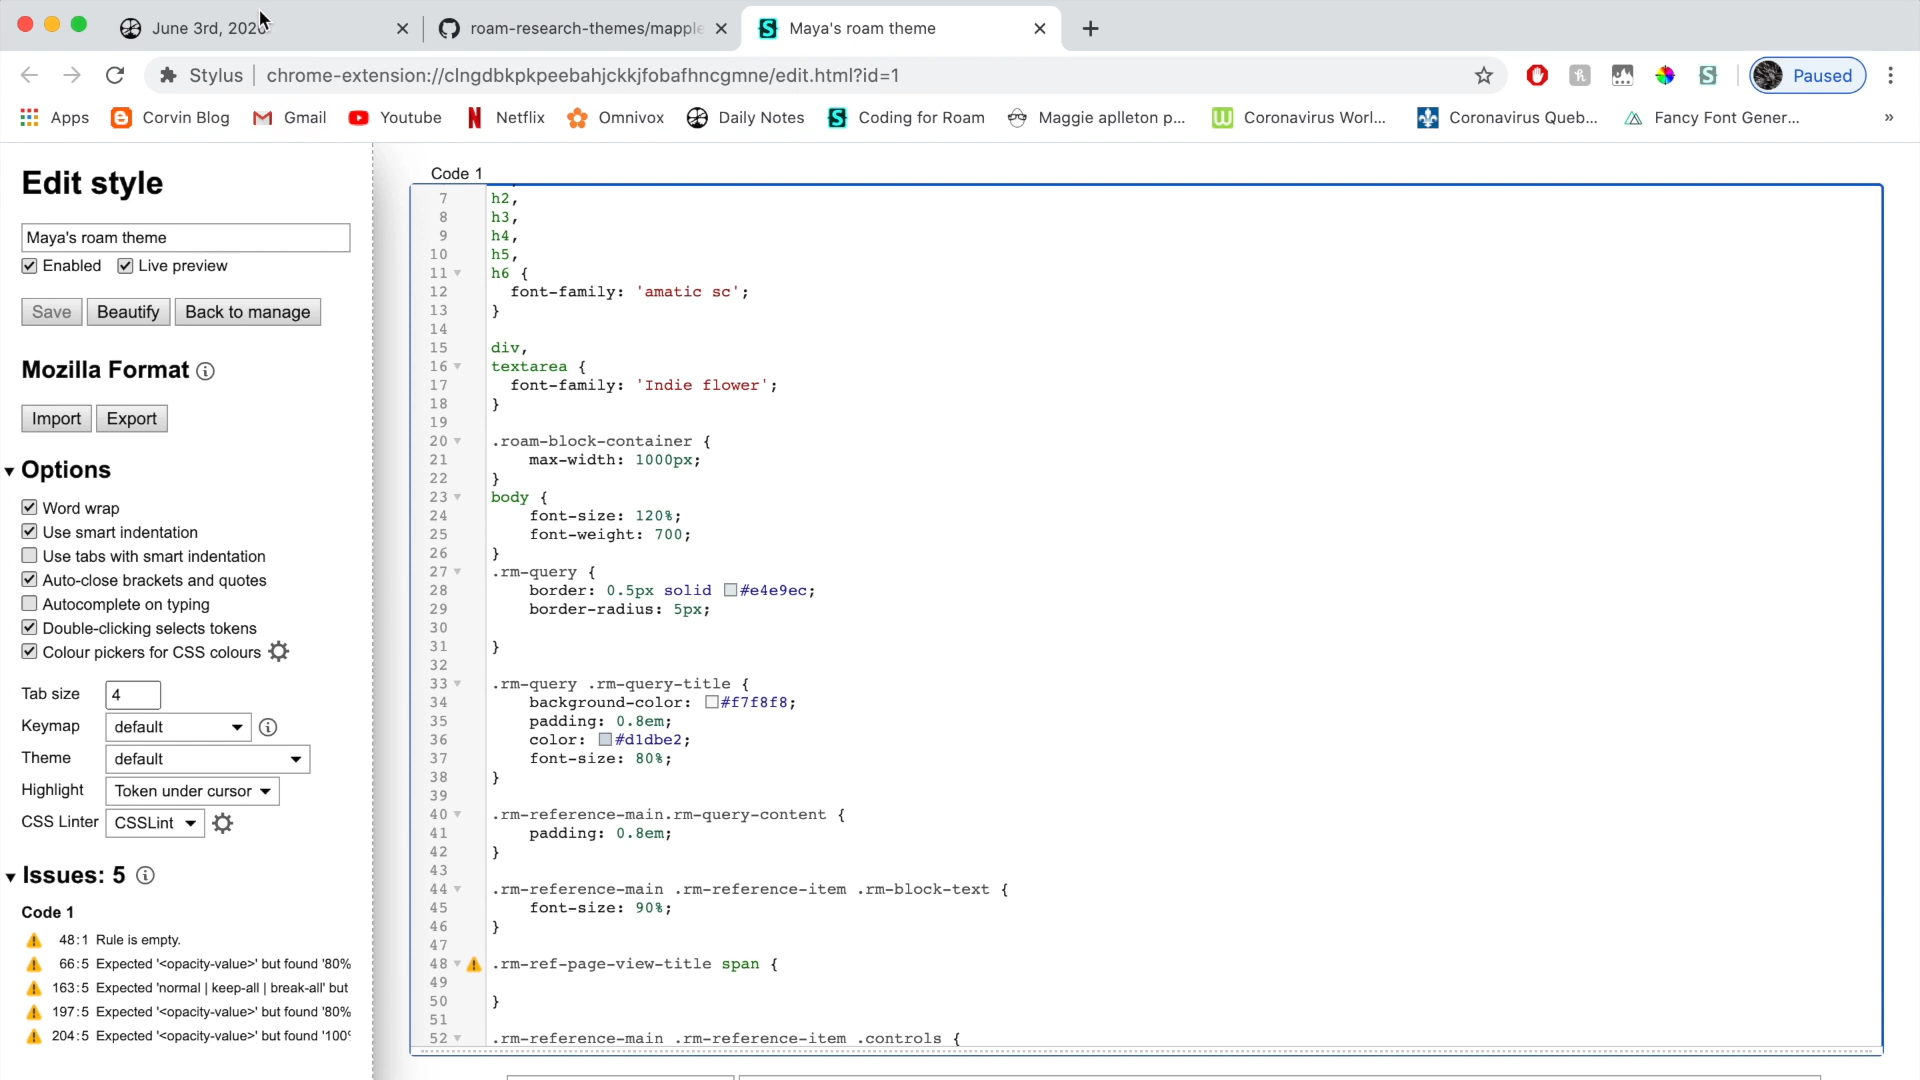 June 3rd, 2020
roam-research-themes/mapple
Maya's roam theme
Stylus
chrome-extension://clngdbkpkpeebahjckkjfobafhncgmne/edit.html?id=1
Paused
Apps
Corvin Blog
Gmail
Youtube
Netflix
Omnivox
Daily Notes
Coding for Roam
Maggie aplleton p...
Coronavirus Worl...
Coronavirus Queb...
Fancy Font Gener...
»
Edit style
Maya's roam theme
Enabled
Live preview
Save
Beautify
Back to manage
Mozilla Format
Import
Export
Options
Word wrap
Use smart indentation
Use tabs with smart indentation
Auto-close brackets and quotes
Autocomplete on typing
Double-clicking selects tokens
Colour pickers for CSS colours
Tab size 4
Keymap default
Theme default
Highlight Token under cursor
CSS Linter CSSLint
Issues: 5
Code 1
48:1 Rule is empty.
66:5 Expected '<opacity-value>' but found '80%
163:5 Expected 'normal | keep-all | break-all' but
197:5 Expected '<opacity-value>' but found '80%
204:5 Expected '<opacity-value>' but found '100%
Code 1
7 h2,
8 h3,
9 h4,
10 h5,
11 h6 {
12 font-family: 'amatic sc';
13 }
14
15 div,
16 textarea {
17 font-family: 'Indie flower';
18 }
19
20 .roam-block-container {
21 max-width: 1000px;
22 }
23 body {
24 font-size: 120%;
25 font-weight: 700;
26 }
27 .rm-query {
28 border: 0.5px solid #e4e9ec;
29 border-radius: 5px;
30
31 }
32
33 .rm-query .rm-query-title {
34 background-color: #f7f8f8;
35 padding: 0.8em;
36 color: #d1dbe2;
37 font-size: 80%;
38 }
39
40 .rm-reference-main.rm-query-content {
41 padding: 0.8em;
42 }
43
44 .rm-reference-main .rm-reference-item .rm-block-text {
45 font-size: 90%;
46 }
47
48 .rm-ref-page-view-title span {
49
50 }
51
52 .rm-reference-main .rm-reference-item .controls {